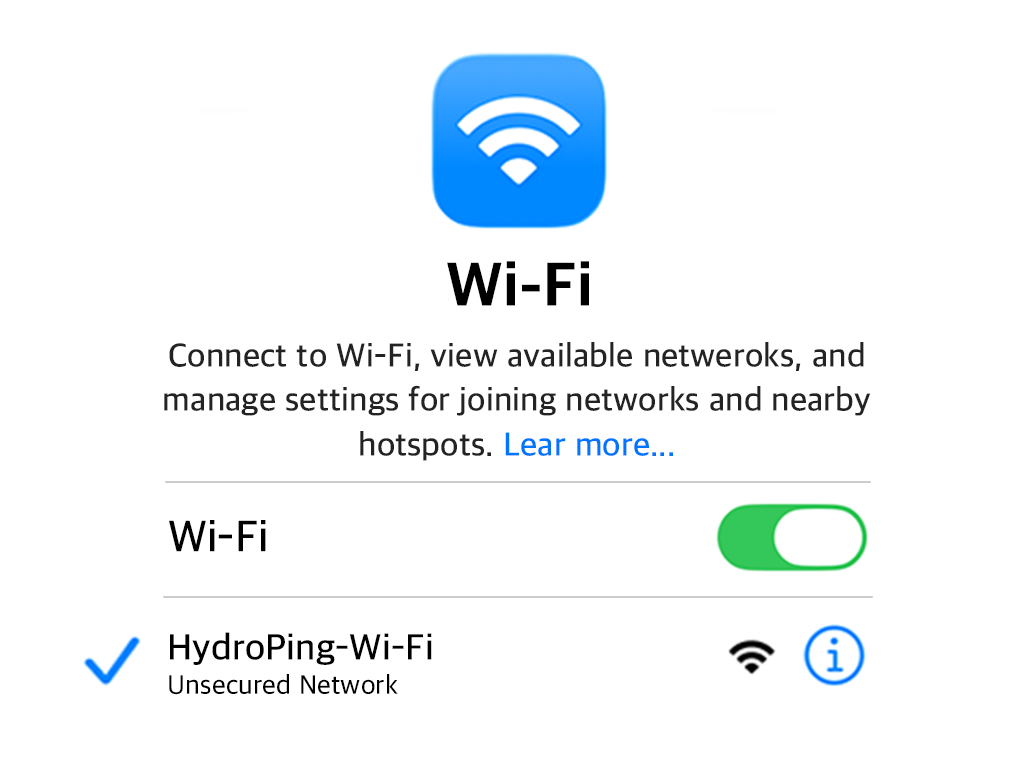 Wi-Fi
Connect to Wi-Fi, view available netweroks, and
manage settings for joining networks and nearby
hotspots. Lear more...
Wi-Fi
HydroPing-Wi-Fi
Unsecured Network